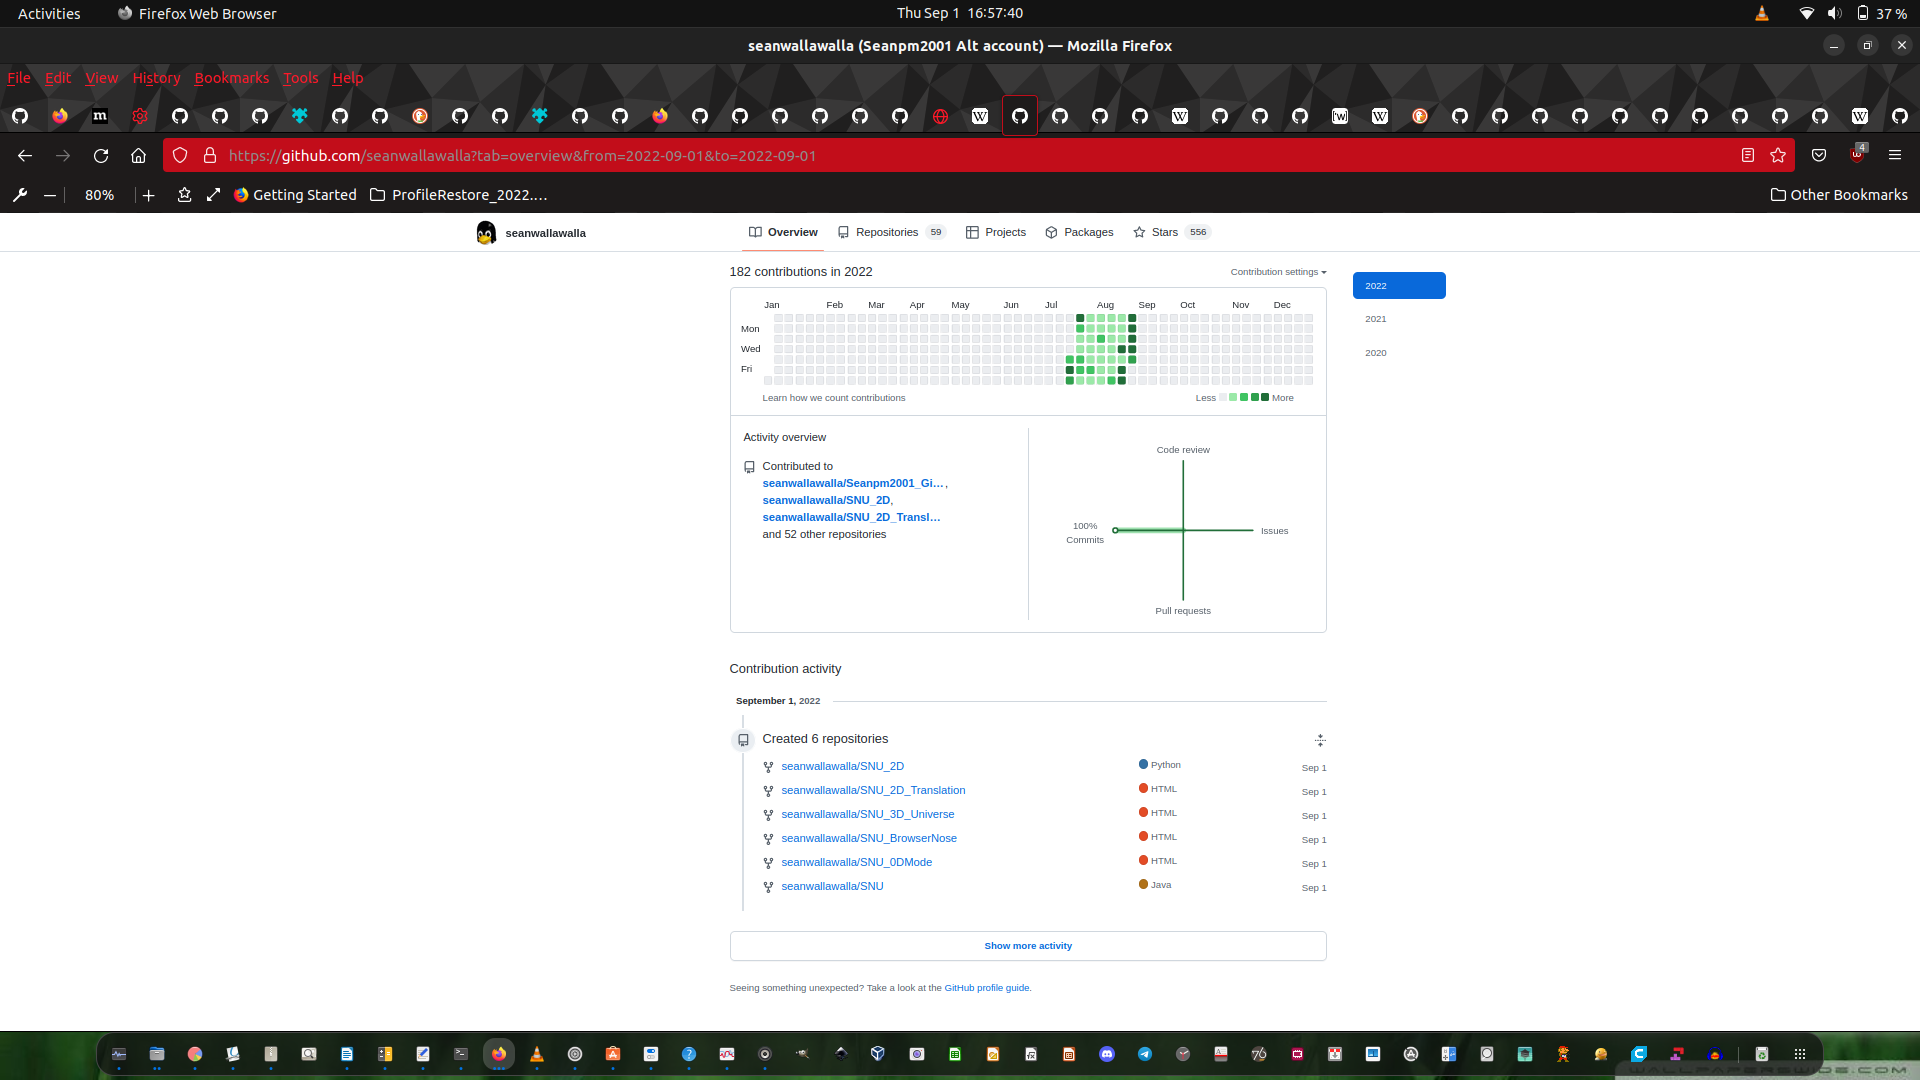 Activities Firefox Web Browser Thu Sep 1 16:57:40 37 %
seanwallawalla (Seanpm2001 Alt account) — Mozilla Firefox
File Edit View History Bookmarks Tools Help
https://github.com/seanwallawalla?tab=overview&from=2022-09-01&to=2022-09-01 4
80% Getting Started ProfileRestore_2022.… Other Bookmarks
seanwallawalla Overview Repositories 59 Projects Packages Stars 556
182 contributions in 2022 Contribution settings
2022
2021
2020
Jan Feb Mar Apr May Jun Jul Aug Sep Oct Nov Dec
Mon
Wed
Fri
Learn how we count contributions Less More
Activity overview
Contributed to
seanwallawalla/Seanpm2001_Gi…,
seanwallawalla/SNU_2D,
seanwallawalla/SNU_2D_Transl…
and 52 other repositories
Code review
100%
Commits
Issues
Pull requests
Contribution activity
September 1, 2022
Created 6 repositories
seanwallawalla/SNU_2D Python Sep 1
seanwallawalla/SNU_2D_Translation HTML Sep 1
seanwallawalla/SNU_3D_Universe HTML Sep 1
seanwallawalla/SNU_BrowserNose HTML Sep 1
seanwallawalla/SNU_0DMode HTML Sep 1
seanwallawalla/SNU Java Sep 1
Show more activity
Seeing something unexpected? Take a look at the GitHub profile guide.
WALLPAPERSWIDE.COM